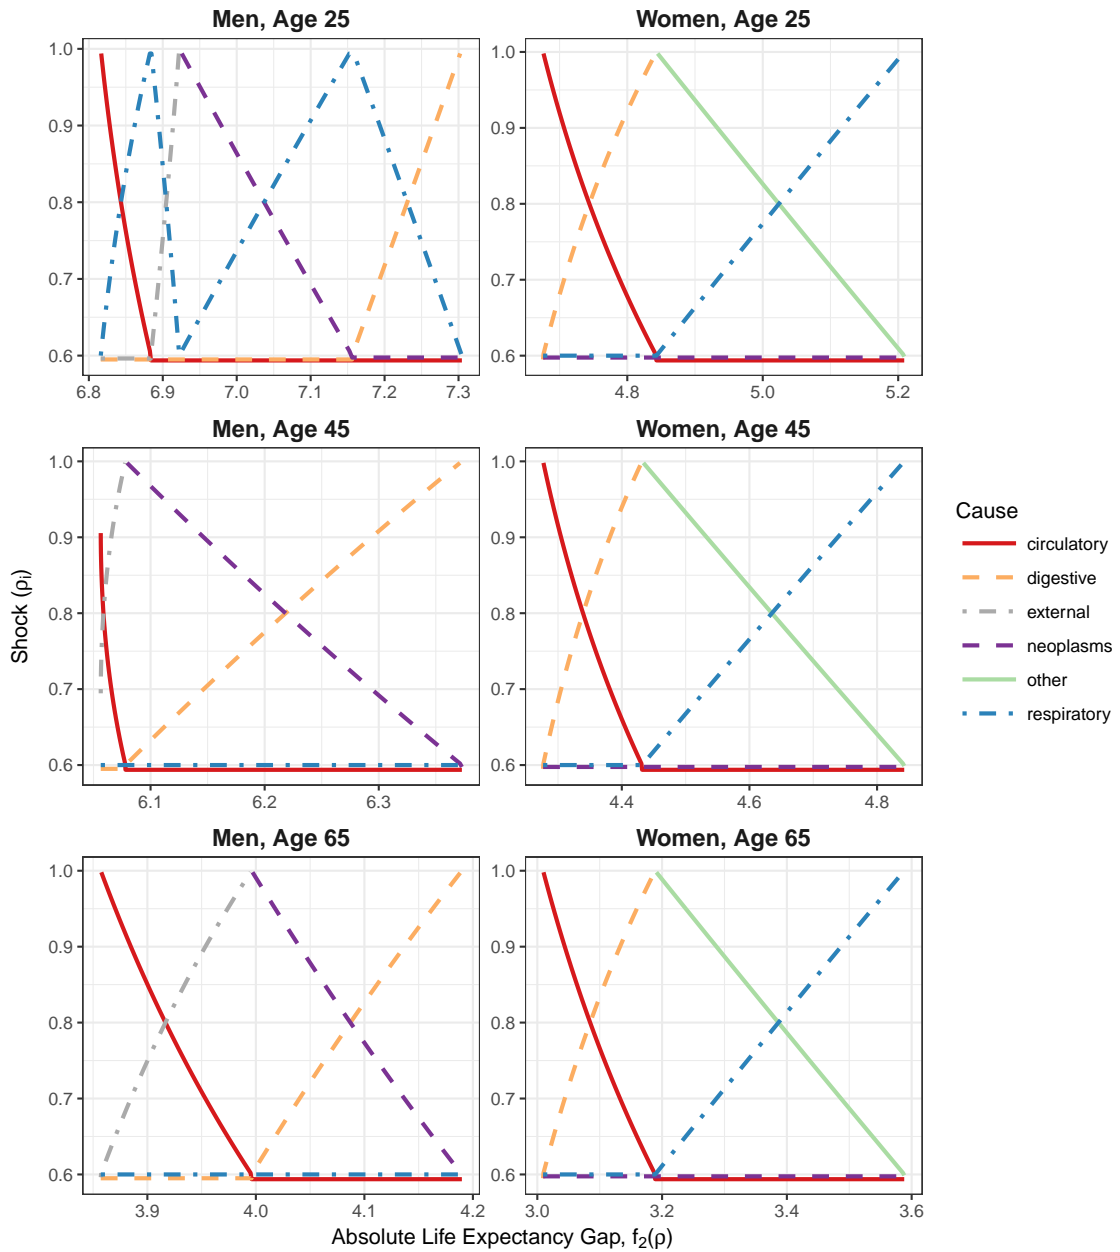 Men, Age 25
Women, Age 25
1.0
0.9
0.8
0.7
0.6
6.8 6.9 7.0 7.1 7.2 7.3
1.0
0.9
0.8
0.7
0.6
4.8 5.0 5.2
Men, Age 45
Women, Age 45
1.0
0.9
0.8
0.7
0.6
6.1 6.2 6.3
1.0
0.9
0.8
0.7
0.6
4.4 4.6 4.8
Men, Age 65
Women, Age 65
1.0
0.9
0.8
0.7
0.6
3.9 4.0 4.1 4.2
1.0
0.9
0.8
0.7
0.6
3.0 3.2 3.4 3.6
Shock (ρi)
Absolute Life Expectancy Gap, f2(ρ)
Cause
circulatory
digestive
external
neoplasms
other
respiratory